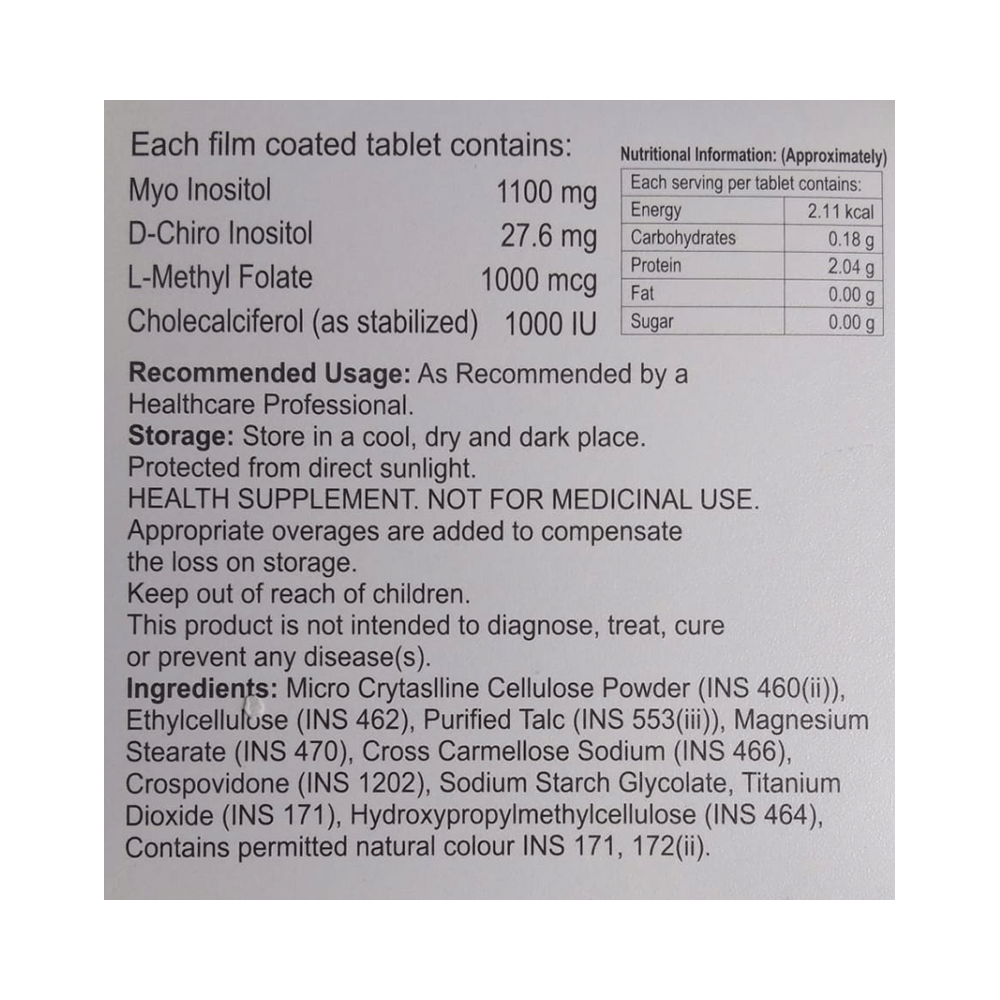 Each film coated tablet contains:
Myo Inositol 1100 mg
D-Chiro Inositol 27.6 mg
L-Methyl Folate 1000 mcg
Cholecalciferol (as stabilized) 1000 IU
Nutritional Information: (Approximately)
Each serving per tablet contains:
Energy 2.11 kcal
Carbohydrates 0.18 g
Protein 2.04 g
Fat 0.00 g
Sugar 0.00 g
Recommended Usage: As Recommended by a
Healthcare Professional.
Storage: Store in a cool, dry and dark place.
Protected from direct sunlight.
HEALTH SUPPLEMENT. NOT FOR MEDICINAL USE.
Appropriate overages are added to compensate
the loss on storage.
Keep out of reach of children.
This product is not intended to diagnose, treat, cure
or prevent any disease(s).
Ingredients: Micro Crytaslline Cellulose Powder (INS 460(ii)),
Ethylcellulose (INS 462), Purified Talc (INS 553(iii)), Magnesium
Stearate (INS 470), Cross Carmellose Sodium (INS 466),
Crospovidone (INS 1202), Sodium Starch Glycolate, Titanium
Dioxide (INS 171), Hydroxypropylmethylcellulose (INS 464),
Contains permitted natural colour INS 171, 172(ii).